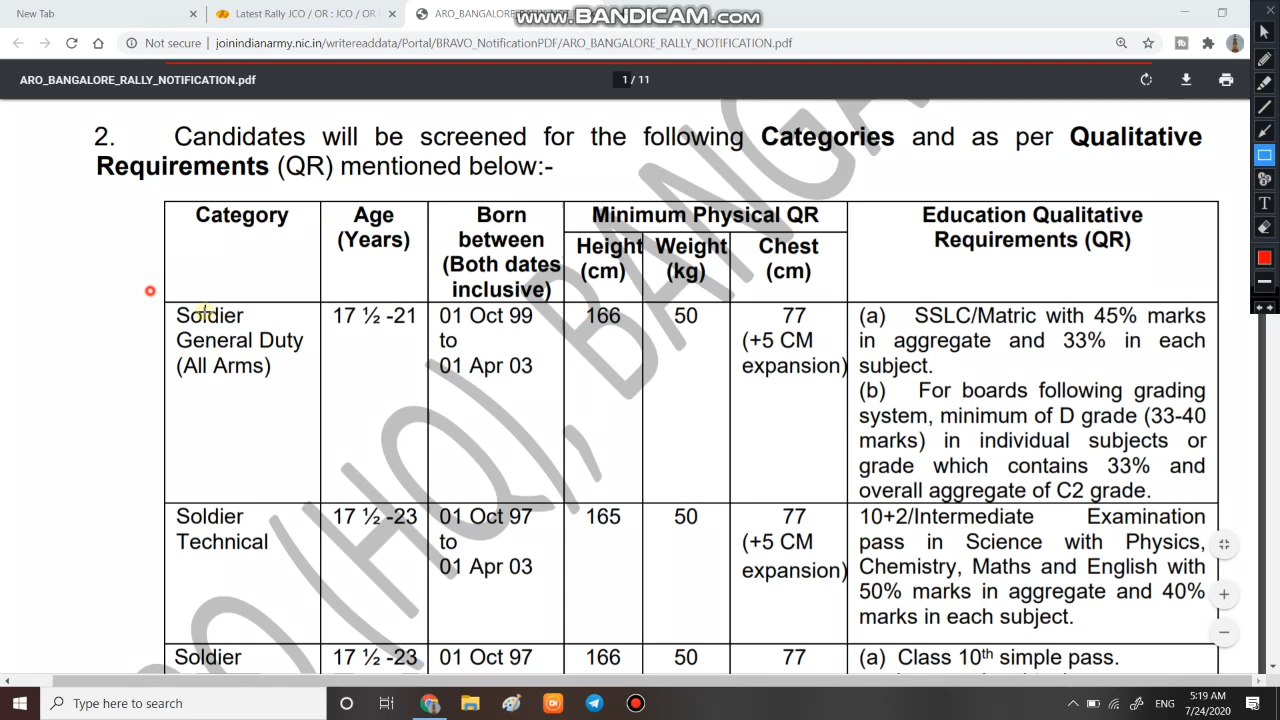 New Tab
Latest Rally JCO / OR : JCO / OR
ARO_BANGALORE_RALLY_NOT
www.BANDICAM.com
Not secure | joinindianarmy.nic.in/writereaddata/Portal/BRAVO_NotificationPDF/ARO_BANGALORE_RALLY_NOTIFICATION.pdf
ARO_BANGALORE_RALLY_NOTIFICATION.pdf
1 / 11
2. Candidates will be screened for the following Categories and as per Qualitative
Requirements (QR) mentioned below:-
Category
Age
(Years)
Born
between
(Both dates
inclusive)
Minimum Physical QR
Height
(cm)
Weight
(kg)
Chest
(cm)
Education Qualitative
Requirements (QR)
Soldier
General Duty
(All Arms)
17 ½ -21
01 Oct 99
to
01 Apr 03
166
50
77
(+5 CM
expansion)
(a) SSLC/Matric with 45% marks
in aggregate and 33% in each
subject.
(b) For boards following grading
system, minimum of D grade (33-40
marks) in individual subjects or
grade which contains 33% and
overall aggregate of C2 grade.
Soldier
Technical
17 ½ -23
01 Oct 97
to
01 Apr 03
165
50
77
(+5 CM
expansion)
10+2/Intermediate Examination
pass in Science with Physics,
Chemistry, Maths and English with
50% marks in aggregate and 40%
marks in each subject.
Soldier
17 ½ -23
01 Oct 97
166
50
77
(a) Class 10th simple pass.
(HQ), BANGA
Type here to search
ENG
5:19 AM
7/24/2020